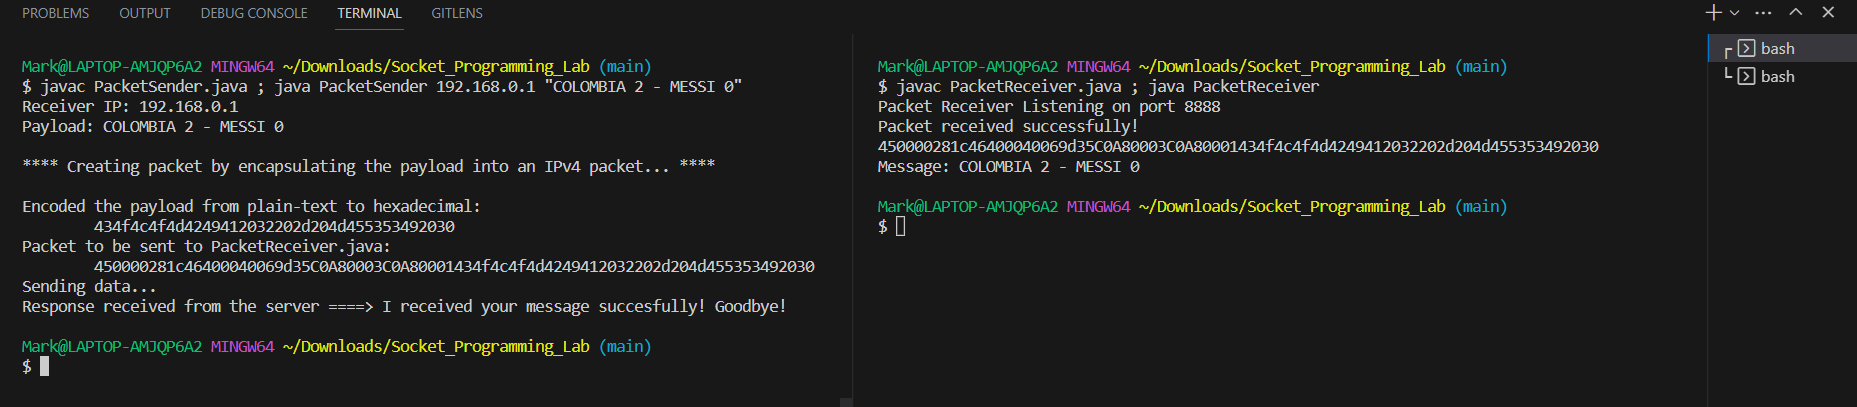 PROBLEMS OUTPUT DEBUG CONSOLE TERMINAL GITLENS
Mark@LAPTOP-AMJQP6A2 MINGW64 ~/Downloads/Socket_Programming_Lab (main)
$ javac PacketSender.java ; java PacketSender 192.168.0.1 "COLOMBIA 2 - MESSI 0"
Receiver IP: 192.168.0.1
Payload: COLOMBIA 2 - MESSI 0
**** Creating packet by encapsulating the payload into an IPv4 packet... ****
Encoded the payload from plain-text to hexadecimal:
434f4c4f4d4249412032202d204d455353492030
Packet to be sent to PacketReceiver.java:
450000281c46400040069d35C0A80003C0A80001434f4c4f4d4249412032202d204d455353492030
Sending data...
Response received from the server ====> I received your message succesfully! Goodbye!
Mark@LAPTOP-AMJQP6A2 MINGW64 ~/Downloads/Socket_Programming_Lab (main)
$
Mark@LAPTOP-AMJQP6A2 MINGW64 ~/Downloads/Socket_Programming_Lab (main)
$ javac PacketReceiver.java ; java PacketReceiver
Packet Receiver Listening on port 8888
Packet received successfully!
450000281c46400040069d35C0A80003C0A80001434f4c4f4d4249412032202d204d455353492030
Message: COLOMBIA 2 - MESSI 0
Mark@LAPTOP-AMJQP6A2 MINGW64 ~/Downloads/Socket_Programming_Lab (main)
$
bash
bash